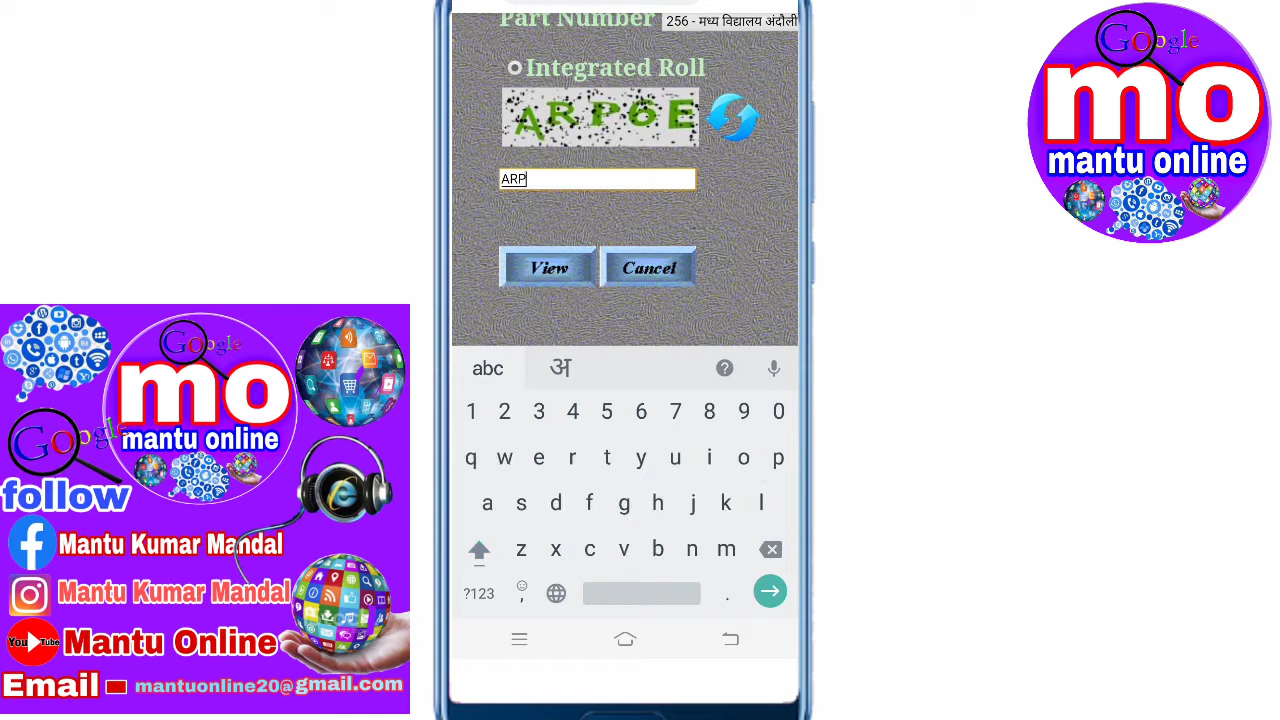 Part Number
256 - मध्य विद्यालय अंदौली
Integrated Roll
ARP6E
ARP
View Cancel
abc अ
1 2 3 4 5 6 7 8 9 0
q w e r t y u i o p
a s d f g h j k l
z x c v b n m
?123 , .
Google
mo
mantu online
Google
mo
mantu online
Google
follow
Mantu Kumar Mandal
Mantu Kumar Mandal
YouTube
Mantu Online
Email mantuonline20@gmail.com